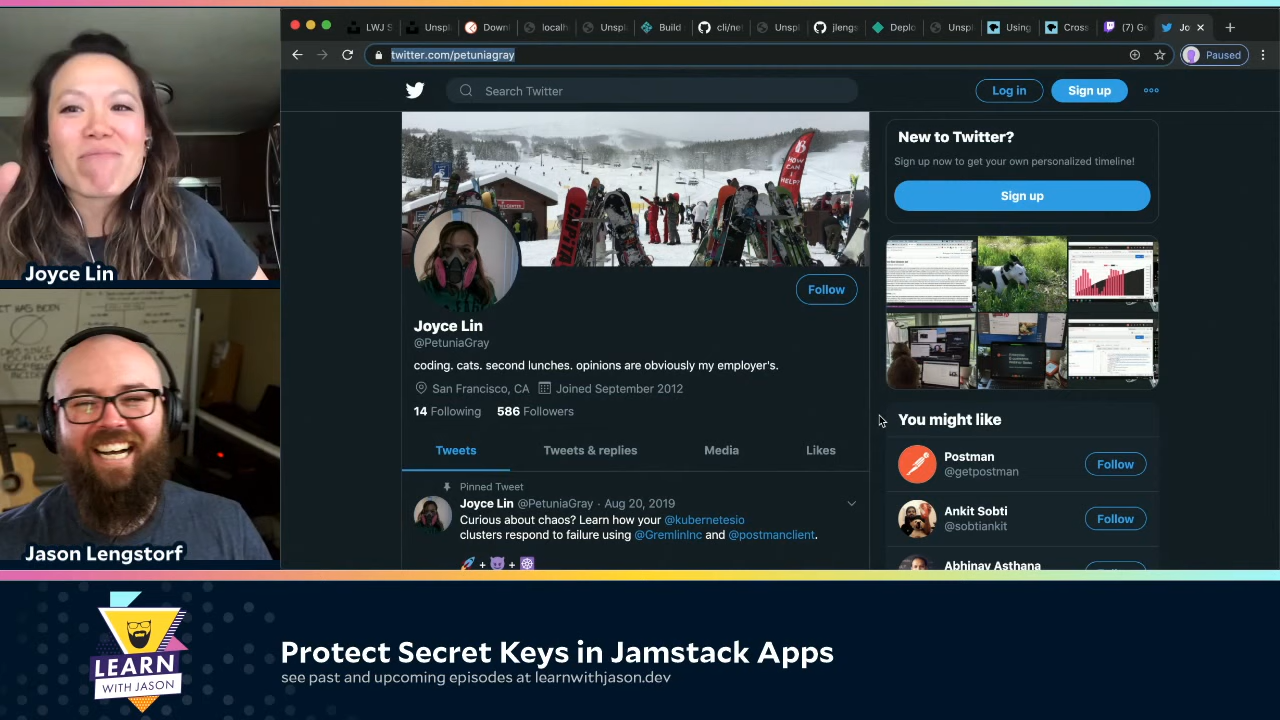 LWJ S
Unspl
Downl
localh
Unspl
Build
cli/ne
Unspl
jlengs
Deplo
Unspl
Using
Cross
(7) Ge
Jo
twitter.com/petuniagray
Paused
Search Twitter
Log in
Sign up
HOW CAN I HELP?
Joyce Lin
Jason Lengstorf
Follow
Joyce Lin
@PetuniaGray
coding. cats. second lunches. opinions are obviously my employer's.
San Francisco, CA Joined September 2012
14 Following 586 Followers
Tweets Tweets & replies Media Likes
Pinned Tweet
Joyce Lin @PetuniaGray · Aug 20, 2019
Curious about chaos? Learn how your @kubernetesio
clusters respond to failure using @GremlinInc and @postmanclient.
🚀 + 😈 + ☸️
New to Twitter?
Sign up now to get your own personalized timeline!
Sign up
You might like
Postman
@getpostman
Follow
Ankit Sobti
@sobtiankit
Follow
Abhinav Asthana
LEARN
WITH JASON
Protect Secret Keys in Jamstack Apps
see past and upcoming episodes at learnwithjason.dev